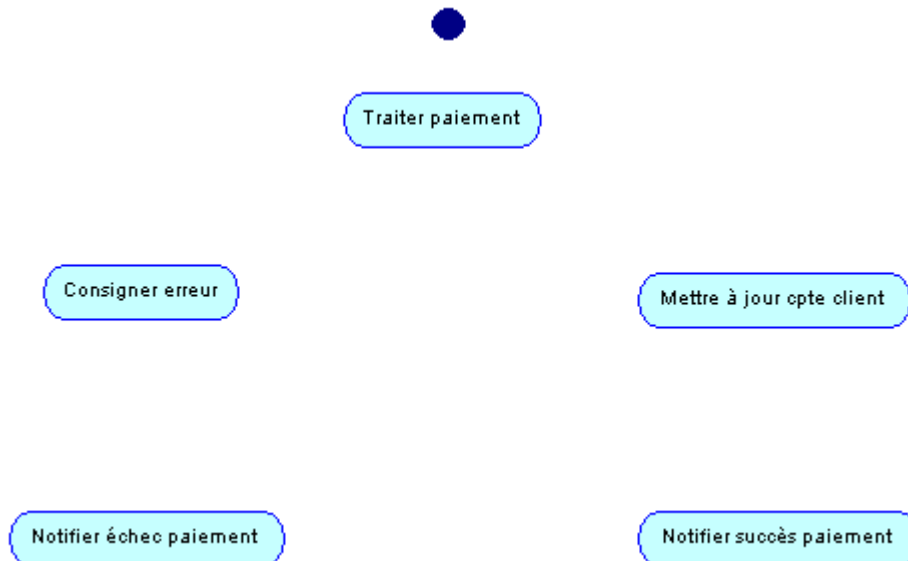 Traiter paiement
Consigner erreur
Mettre à jour cpte client
Notifier échec paiement
Notifier succès paiement